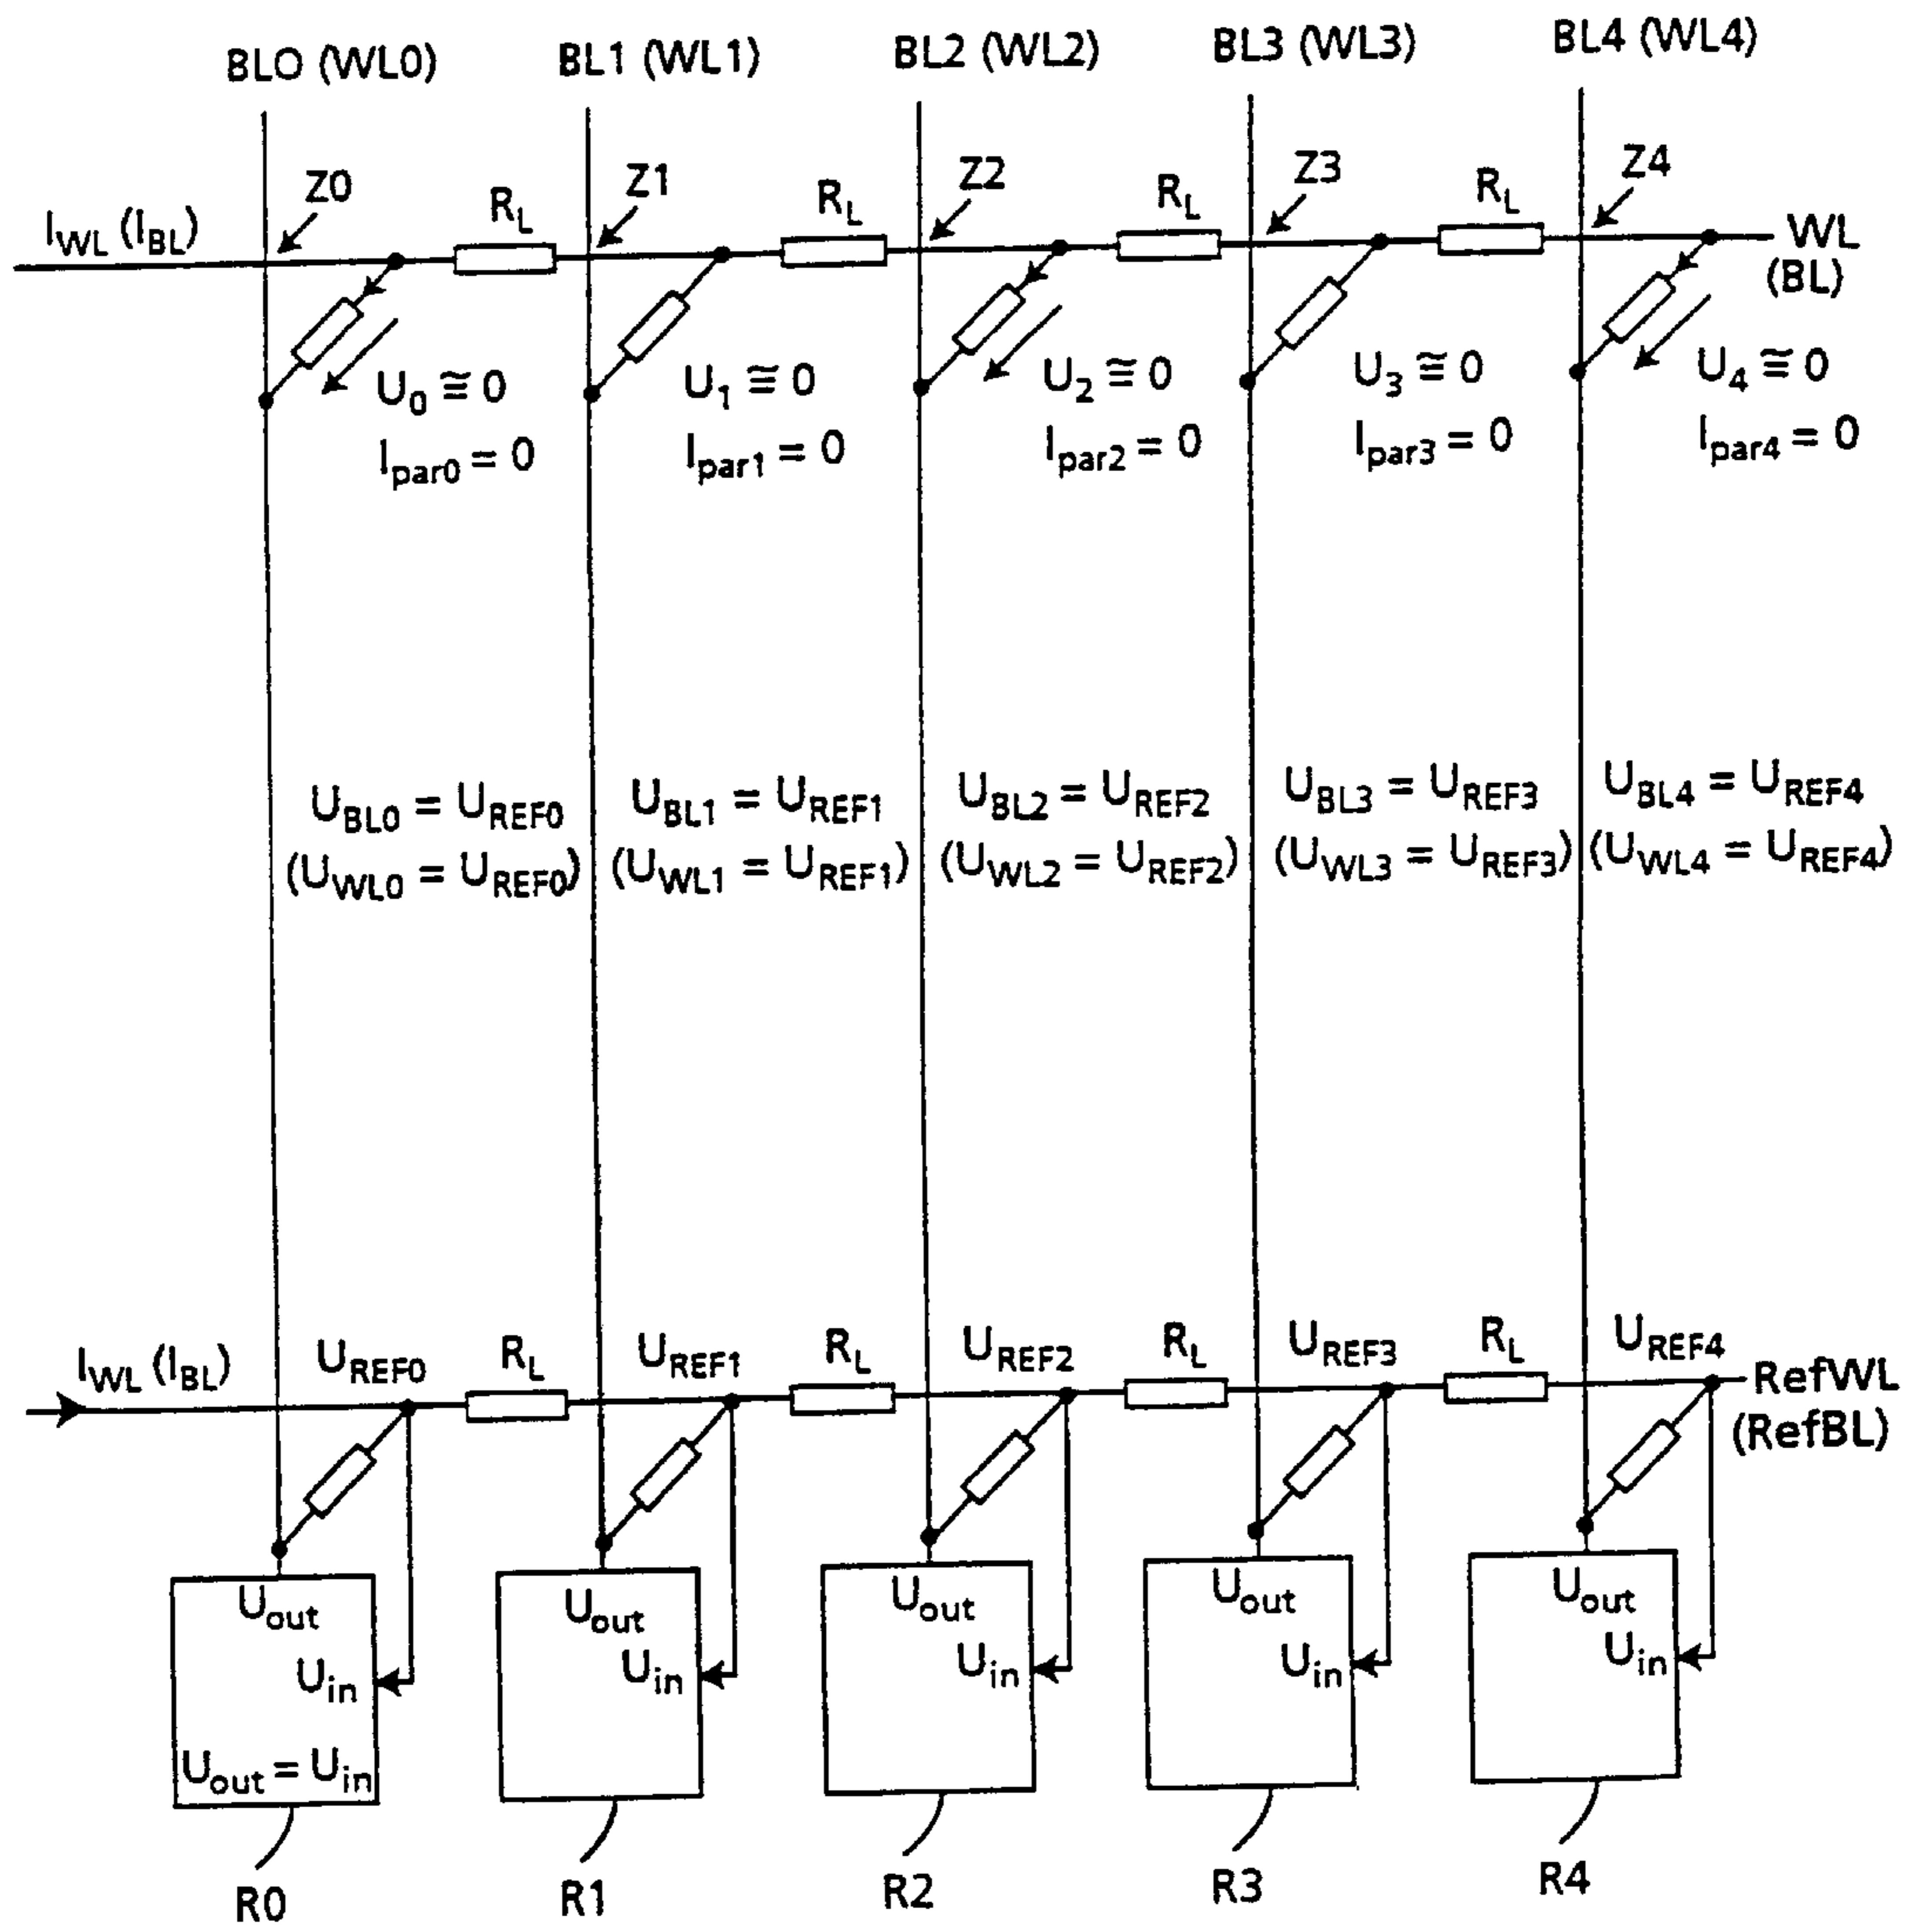 BL0 (WL0) BL1 (WL1) BL2 (WL2) BL3 (WL3) BL4 (WL4)
Z0 Z1 Z2 Z3 Z4
I_WL (I_BL) R_L R_L R_L R_L WL
(BL)
U_0 ≅ 0 U_1 ≅ 0 U_2 ≅ 0 U_3 ≅ 0 U_4 ≅ 0
I_par0 = 0 I_par1 = 0 I_par2 = 0 I_par3 = 0 I_par4 = 0
U_BL0 = U_REF0 U_BL1 = U_REF1 U_BL2 = U_REF2 U_BL3 = U_REF3 U_BL4 = U_REF4
(U_WL0 = U_REF0) (U_WL1 = U_REF1) (U_WL2 = U_REF2) (U_WL3 = U_REF3) (U_WL4 = U_REF4)
I_WL (I_BL) U_REF0 R_L U_REF1 R_L U_REF2 R_L U_REF3 R_L U_REF4
RefWL
(RefBL)
U_out U_out U_out U_out U_out
U_in U_in U_in U_in U_in
U_out = U_in
R0 R1 R2 R3 R4